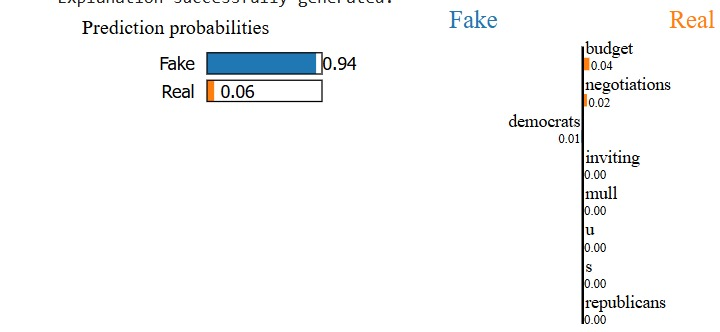 Explanation successfully generated!
Prediction probabilities
Fake 0.94
Real 0.06
Fake Real
budget
0.04
negotiations
0.02
democrats
0.01
inviting
0.00
mull
0.00
u
0.00
s
0.00
republicans
0.00